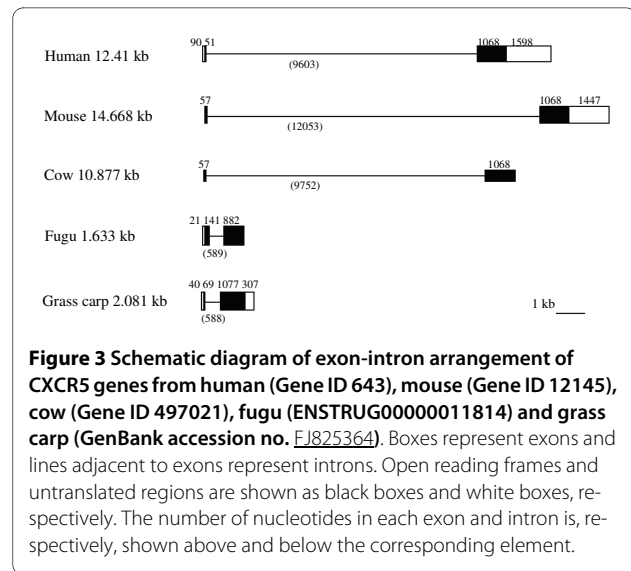 90 51 1068 1598
Human 12.41 kb
(9603)
57 1068 1447
Mouse 14.668 kb
(12053)
57 1068
Cow 10.877 kb
(9752)
21 141 882
Fugu 1.633 kb
(589)
40 69 1077 307
Grass carp 2.081 kb
(588)
1 kb
Figure 3 Schematic diagram of exon-intron arrangement of
CXCR5 genes from human (Gene ID 643), mouse (Gene ID 12145),
cow (Gene ID 497021), fugu (ENSTRUG00000011814) and grass
carp (GenBank accession no. FJ825364). Boxes represent exons and
lines adjacent to exons represent introns. Open reading frames and
untranslated regions are shown as black boxes and white boxes, re-
spectively. The number of nucleotides in each exon and intron is, re-
spectively, shown above and below the corresponding element.